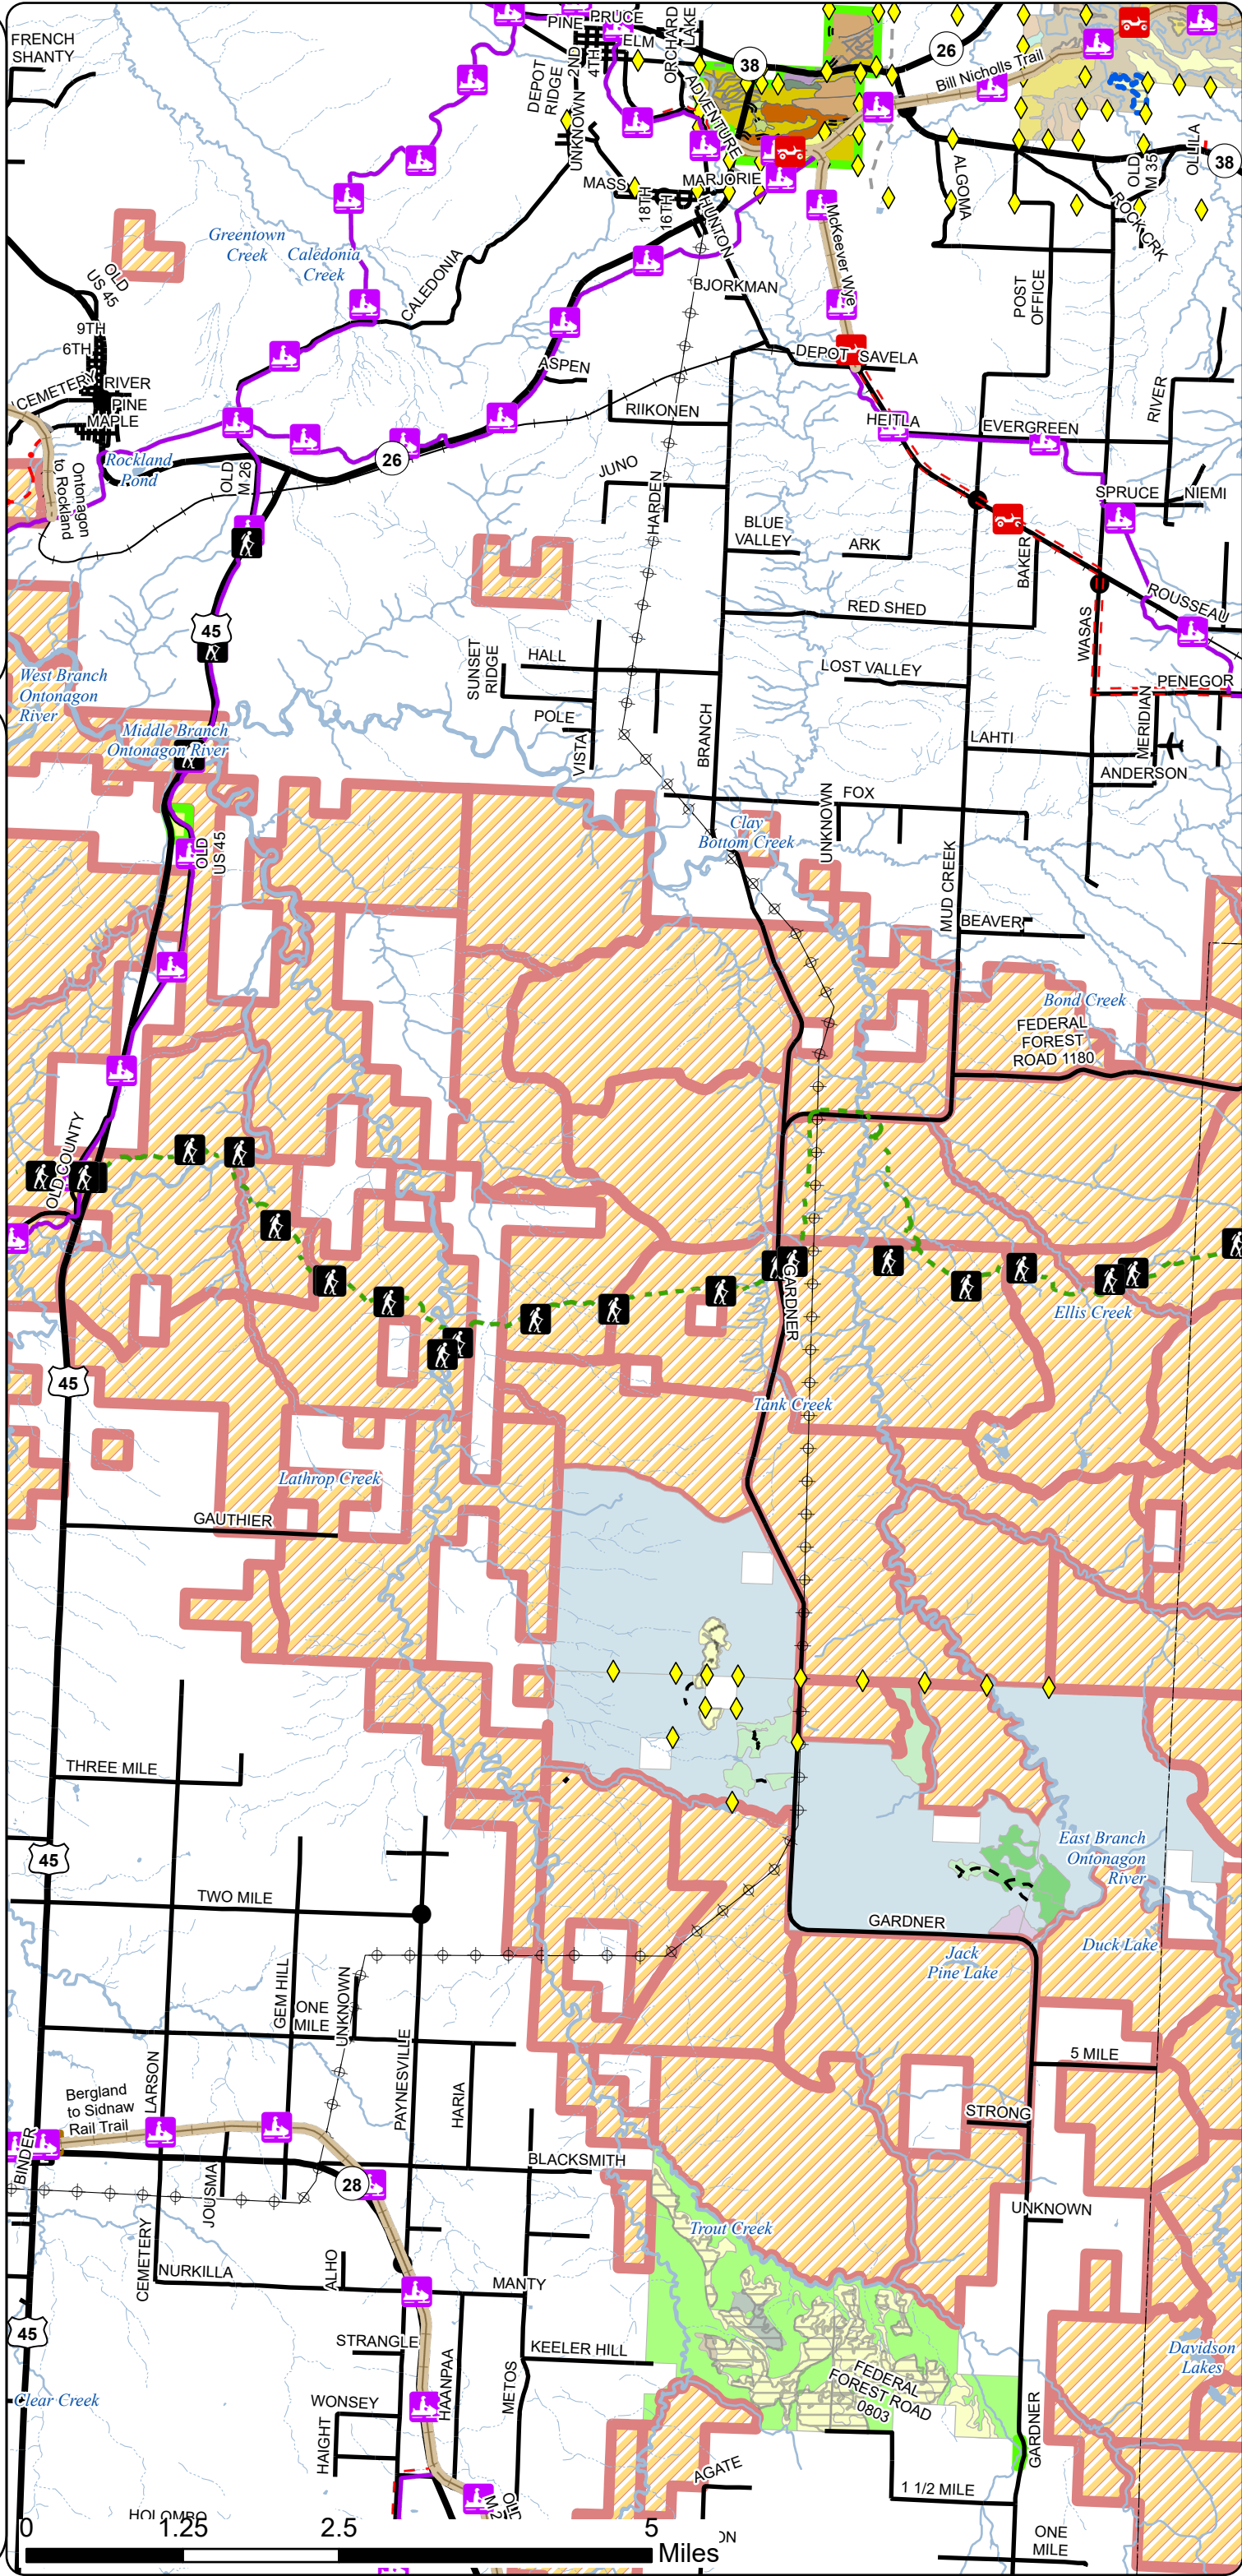 FRENCH
SHANTY
PINE
SPRUCE
ELM
2ND
4TH
ORCHARD
LAKE
38
26
Bill Nicholls Trail
DEPOT
RIDGE
UNKNOWN
ADVENTURE
MASS
18TH
16TH
MARJORIE
HUNTON
ALGOMA
OLD
M 35
OLLILA
38
ROCK CRK
McKeever Wye
Greentown
Creek
Caledonia
Creek
CALEDONIA
OLD
US 45
9TH
6TH
CEMETERY
RIVER
PINE
MAPLE
BJORKMAN
POST
OFFICE
ASPEN
DEPOT
SAVELA
RIIKONEN
HEITLA
EVERGREEN
RIVER
Rockland
Pond
Ontonagon
to Rockland
OLD
M 26
26
JUNO
HARDEN
BLUE
VALLEY
ARK
BAKER
SPRUCE
NIEMI
RED SHED
WASAS
ROUSSEAU
45
SUNSET
RIDGE
HALL
LOST VALLEY
PENEGOR
West Branch
Ontonagon
River
Middle Branch
Ontonagon River
POLE
VISTA
BRANCH
LAHTI
MERIDIAN
ANDERSON
FOX
UNKNOWN
Clay
Bottom Creek
OLD
US 45
MUD CREEK
BEAVER
Bond Creek
FEDERAL
FOREST
ROAD 1180
OLD COUNTY
GARDNER
Ellis Creek
45
Tank Creek
Lathrop Creek
GAUTHIER
THREE MILE
45
East Branch
Ontonagon
River
TWO MILE
GARDNER
Jack
Pine Lake
Duck Lake
GEM HILL
ONE
MILE
UNKNOWN
PAYNESVILLE
HARIA
5 MILE
Bergland
to Sidnaw
Rail Trail
LARSON
STRONG
BINDER
JOUSMA
28
BLACKSMITH
UNKNOWN
Trout Creek
CEMETERY
NURKILLA
ALHO
MANTY
45
STRANGLE
HAANPAA
KEELER HILL
METOS
Davidson
Lakes
FEDERAL
FOREST ROAD
0803
Clear Creek
WONSEY
HAIGHT
GARDNER
AGATE
1 1/2 MILE
OLD
HOLOMBO
ONE
MILE
0 1.25 2.5 5
Miles